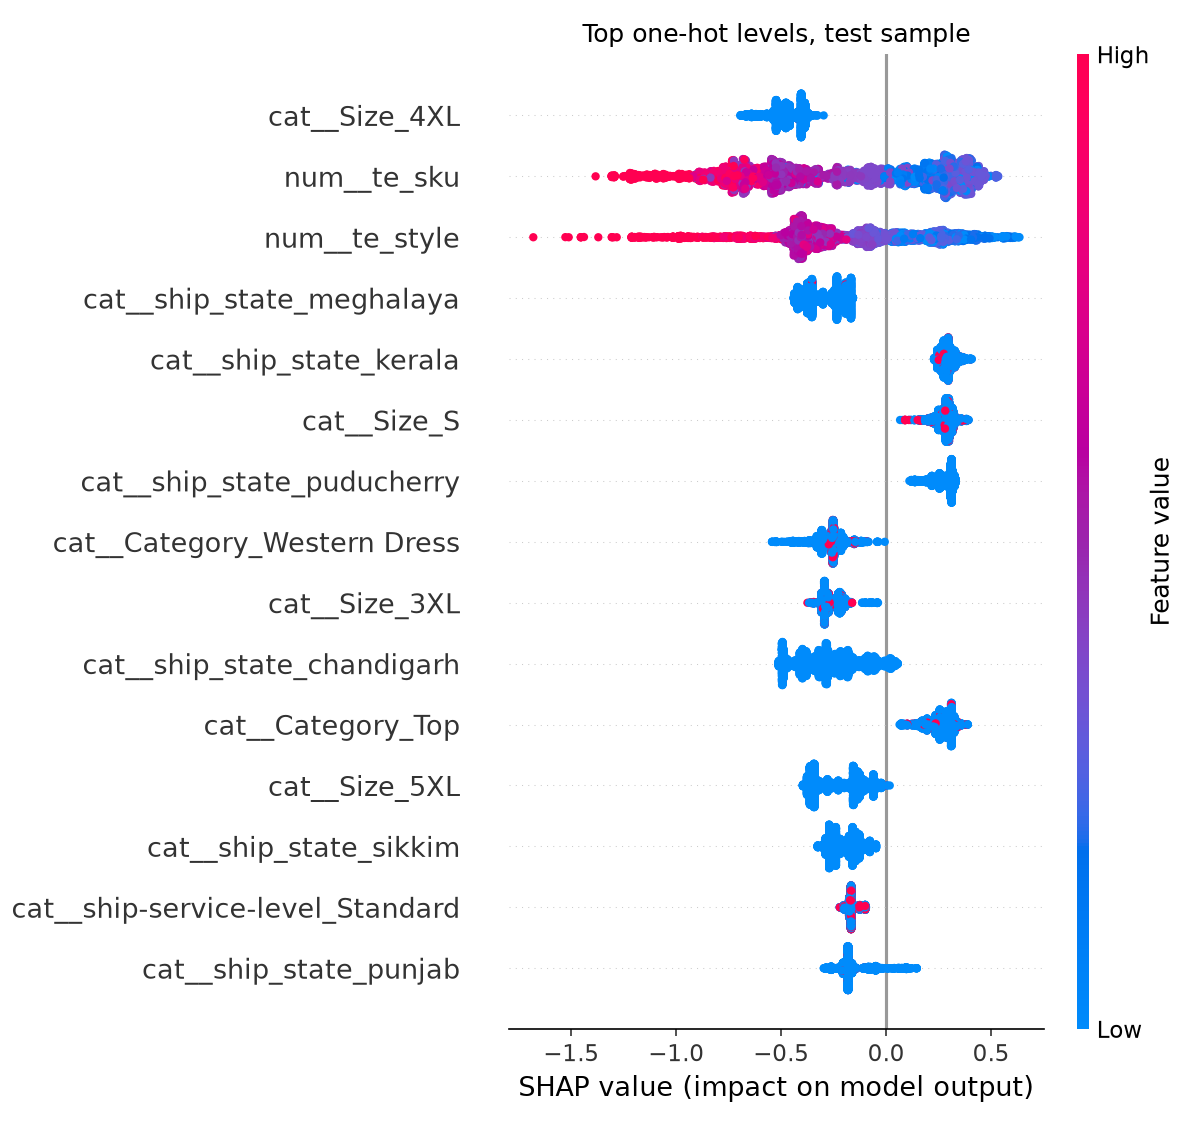 Top one-hot levels, test sample
High
cat__Size_4XL
num__te_sku
num__te_style
cat__ship_state_meghalaya
cat__ship_state_kerala
cat__Size_S
cat__ship_state_puducherry
cat__Category_Western Dress
cat__Size_3XL
cat__ship_state_chandigarh
cat__Category_Top
cat__Size_5XL
cat__ship_state_sikkim
cat__ship-service-level_Standard
cat__ship_state_punjab
Feature value
Low
−1.5 −1.0 −0.5 0.0 0.5
SHAP value (impact on model output)